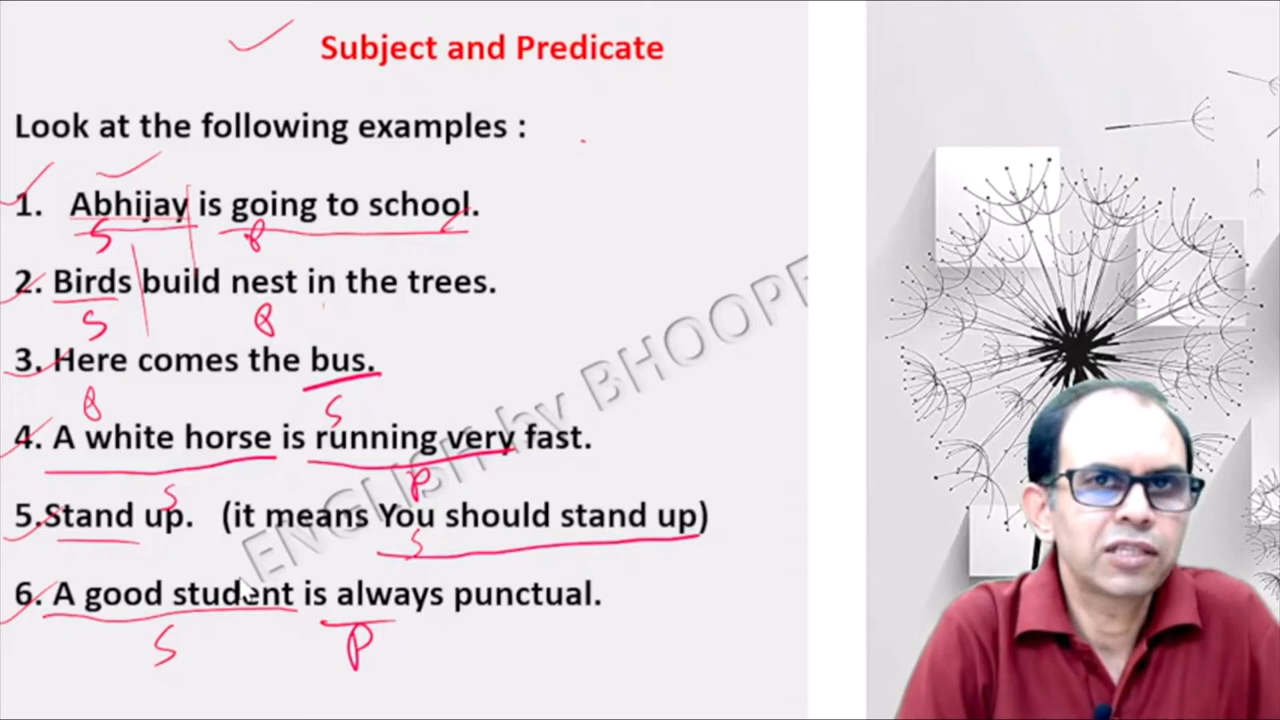 Subject and Predicate
Look at the following examples :
1. Abhijay is going to school.
S P
2. Birds build nest in the trees.
S P
3. Here comes the bus.
P S
4. A white horse is running very fast.
S P
5.Stand up. (it means You should stand up)
S
6. A good student is always punctual.
S P
ENGLISH by